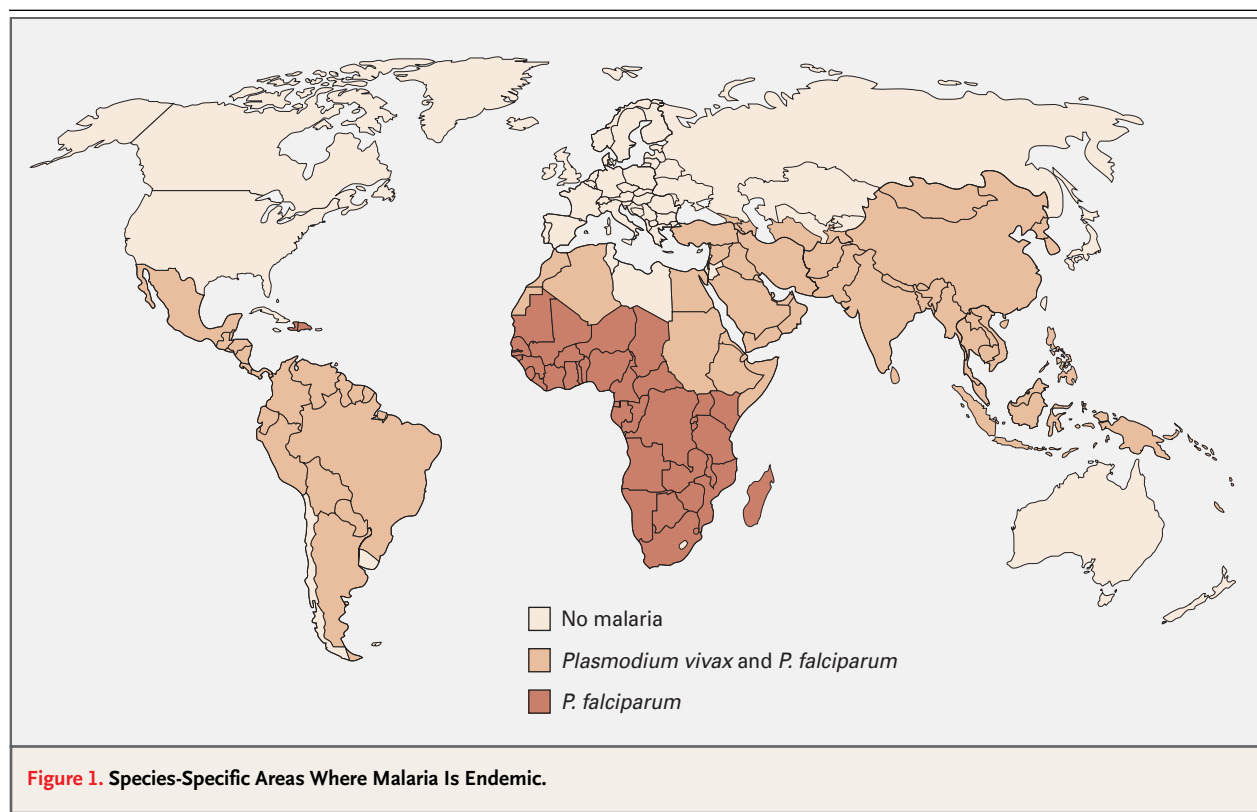 No malaria
Plasmodium vivax and P. falciparum
P. falciparum
Figure 1. Species-Specific Areas Where Malaria Is Endemic.